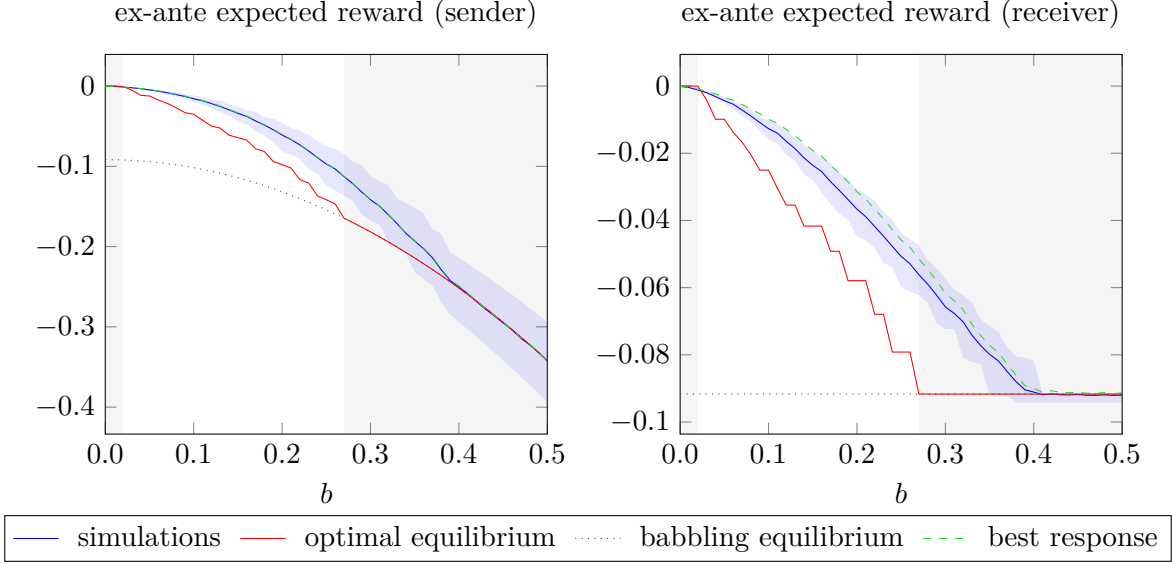 ex-ante expected reward (sender)
0
−0.1
−0.2
−0.3
−0.4
0.0 0.1 0.2 0.3 0.4 0.5
b
ex-ante expected reward (receiver)
0
−0.02
−0.04
−0.06
−0.08
−0.1
0.0 0.1 0.2 0.3 0.4 0.5
b
simulations optimal equilibrium babbling equilibrium best response